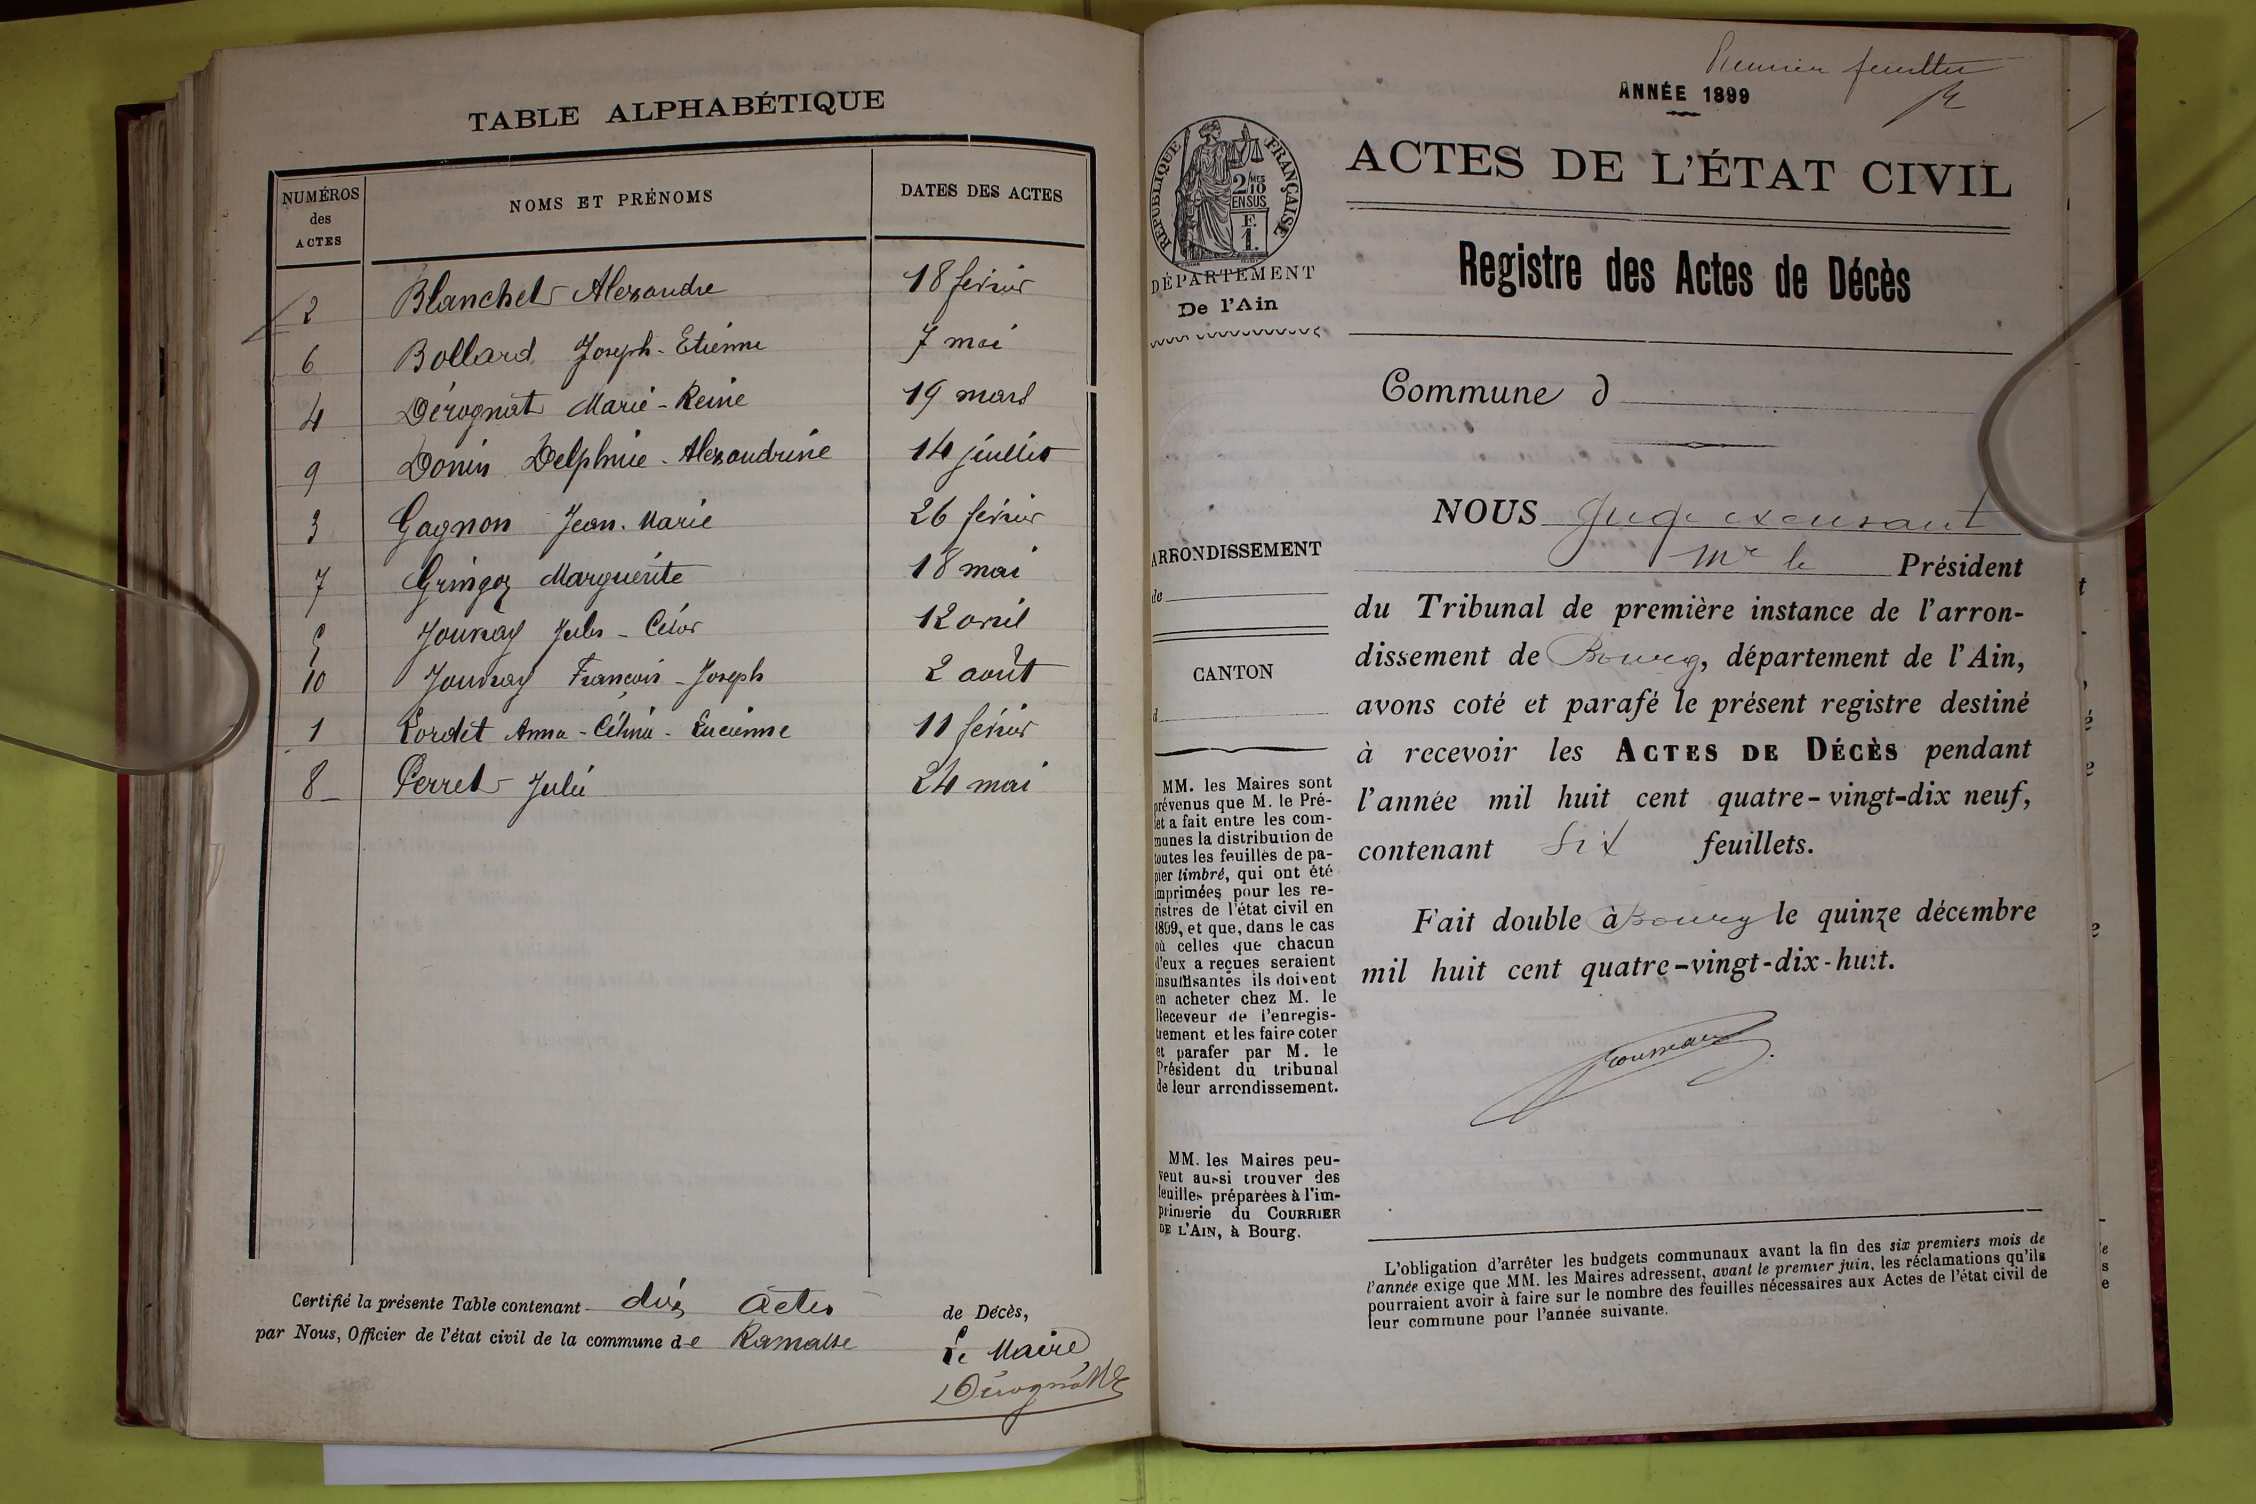 TABLE ALPHABÉTIQUE
NUMÉROS des ACTES NOMS ET PRÉNOMS DATES DES ACTES
2 Blanchet Alexandre 18 février
6 Bollard Joseph-Etienne 7 mai
4 Dérognat Marie-Reine 19 mars
9 Donin Delphine-Alexandrine 14 juillet
3 Gagnon Jean-Marie 26 février
7 Gringoz Marguerite 18 mai
5 Journay Jules-César 12 avril
10 Journay François-Joseph 2 août
1 Lordet Anna-Célinie-Lucienne 11 février
8 Perret Julie 24 mai
Certifié la présente Table contenant dix actes de Décès,
par Nous, Officier de l'état civil de la commune de Ramasse
Le Maire
Dérognat
Premier feuillet
ANNÉE 1899
RÉPUBLIQUE FRANÇAISE
2/10 MES
EN SUS
F.
1.
DÉPARTEMENT
De l'Ain
ACTES DE L'ÉTAT CIVIL
Registre des Actes de Décès
Commune d
ARRONDISSEMENT
de
CANTON
d
MM. les Maires sont
prévenus que M. le Pré-
fet a fait entre les com-
munes la distribution de
toutes les feuilles de pa-
pier timbré, qui ont été
imprimées pour les re-
gistres de l'état civil en
1899, et que, dans le cas
où celles que chacun
d'eux a reçues seraient
insuffisantes ils doivent
en acheter chez M. le
Receveur de l'enregis-
trement et les faire coter
et parafer par M. le
Président du tribunal
de leur arrondissement.
MM. les Maires peu-
vent aussi trouver des
feuilles préparées à l'im-
primerie du COURRIER
DE L'AIN, à Bourg.
NOUS Juge excusant
Mr le Président
du Tribunal de première instance de l'arron-
dissement de Bourg, département de l'Ain,
avons coté et parafé le présent registre destiné
à recevoir les ACTES DE DÉCÈS pendant
l'année mil huit cent quatre-vingt-dix neuf,
contenant Six feuillets.
Fait double à Bourg le quinze décembre
mil huit cent quatre-vingt-dix-huit.
L'obligation d'arrêter les budgets communaux avant la fin des six premiers mois de
l'année exige que MM. les Maires adressent, avant le premier juin, les réclamations qu'ils
pourraient avoir à faire sur le nombre des feuilles nécessaires aux Actes de l'état civil de
leur commune pour l'année suivante.